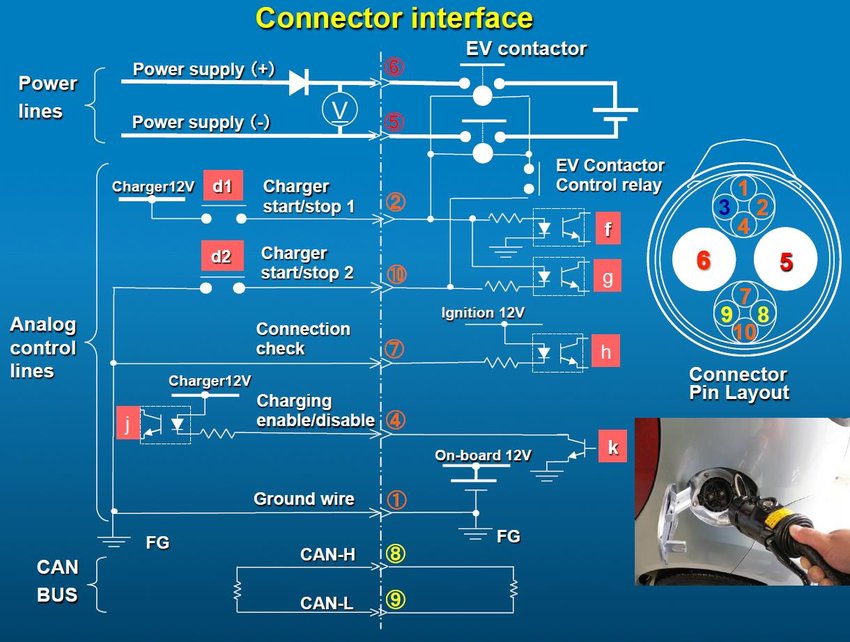 Connector interface
EV contactor
Power
lines
Power supply (+)
⑥
V
Power supply (-)
⑤
EV Contactor
Control relay
Charger12V
d1
Charger
start/stop 1
②
f
d2
Charger
start/stop 2
⑩
g
Analog
control
lines
Ignition 12V
Connection
check
⑦
h
Charger12V
j
Charging
enable/disable
④
k
On-board 12V
Ground wire
①
FG
FG
CAN
BUS
CAN-H
⑧
CAN-L
⑨
1
3
2
4
6
5
7
9
8
10
Connector
Pin Layout